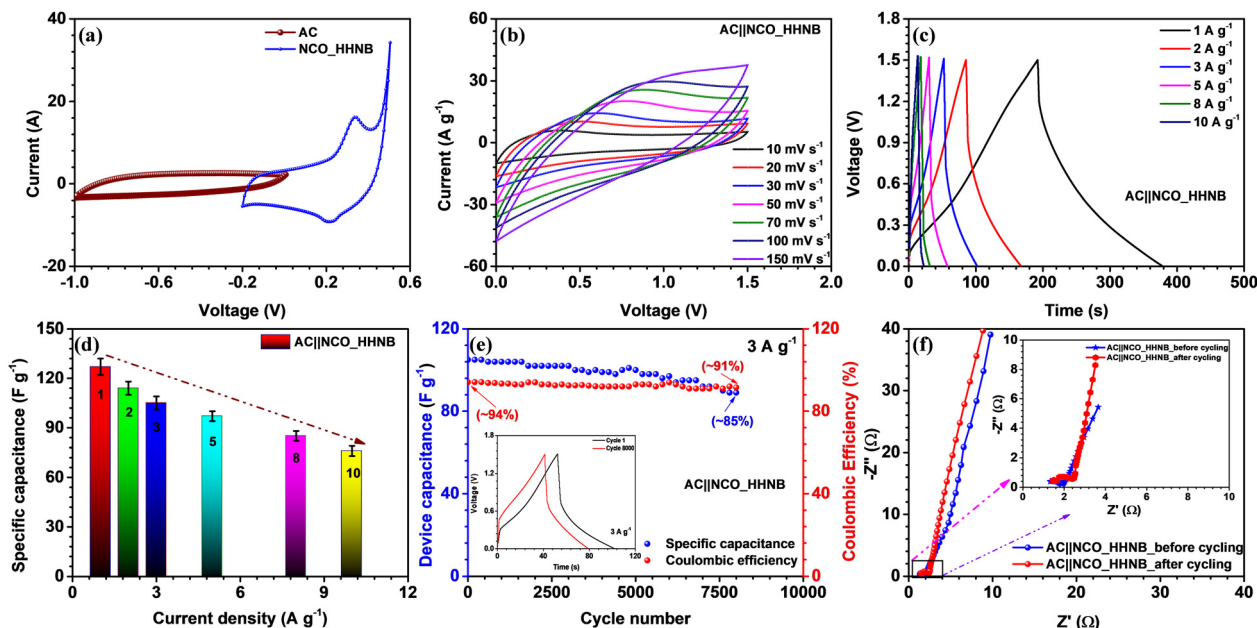 (a)
AC
NCO_HHNB
Current (A)
40
20
0
-20
-1.0
-0.6
-0.2
0.2
0.6
Voltage (V)
(b)
AC||NCO_HHNB
Current (A g⁻¹)
60
30
0
-30
-60
0.0
0.5
1.0
1.5
2.0
Voltage (V)
10 mV s⁻¹
20 mV s⁻¹
30 mV s⁻¹
50 mV s⁻¹
70 mV s⁻¹
100 mV s⁻¹
150 mV s⁻¹
(c)
1 A g⁻¹
2 A g⁻¹
3 A g⁻¹
5 A g⁻¹
8 A g⁻¹
10 A g⁻¹
AC||NCO_HHNB
Voltage (V)
1.8
1.5
1.2
0.9
0.6
0.3
0.0
0
100
200
300
400
500
Time (s)
(d)
AC||NCO_HHNB
Specific capacitance (F g⁻¹)
150
120
90
60
30
0
1
2
3
5
8
10
0
3
6
9
12
Current density (A g⁻¹)
(e)
3 A g⁻¹
(~91%)
(~94%)
(~85%)
AC||NCO_HHNB
Device capacitance (F g⁻¹)
120
80
40
0
Coulombic Efficiency (%)
120
100
80
60
40
20
0
Cycle 1
Cycle 8000
Voltage (V)
1.8
1.2
0.6
0.0
0
40
80
120
Time (s)
3 A g⁻¹
Specific capacitance
Coulombic efficiency
0
2500
5000
7500
10000
Cycle number
(f)
-Z'' (Ω)
40
30
20
10
0
0
10
20
30
40
Z' (Ω)
AC||NCO_HHNB_before cycling
AC||NCO_HHNB_after cycling
-Z'' (Ω)
10
8
6
4
2
0
0
2
4
6
8
10
Z' (Ω)
AC||NCO_HHNB_before cycling
AC||NCO_HHNB_after cycling